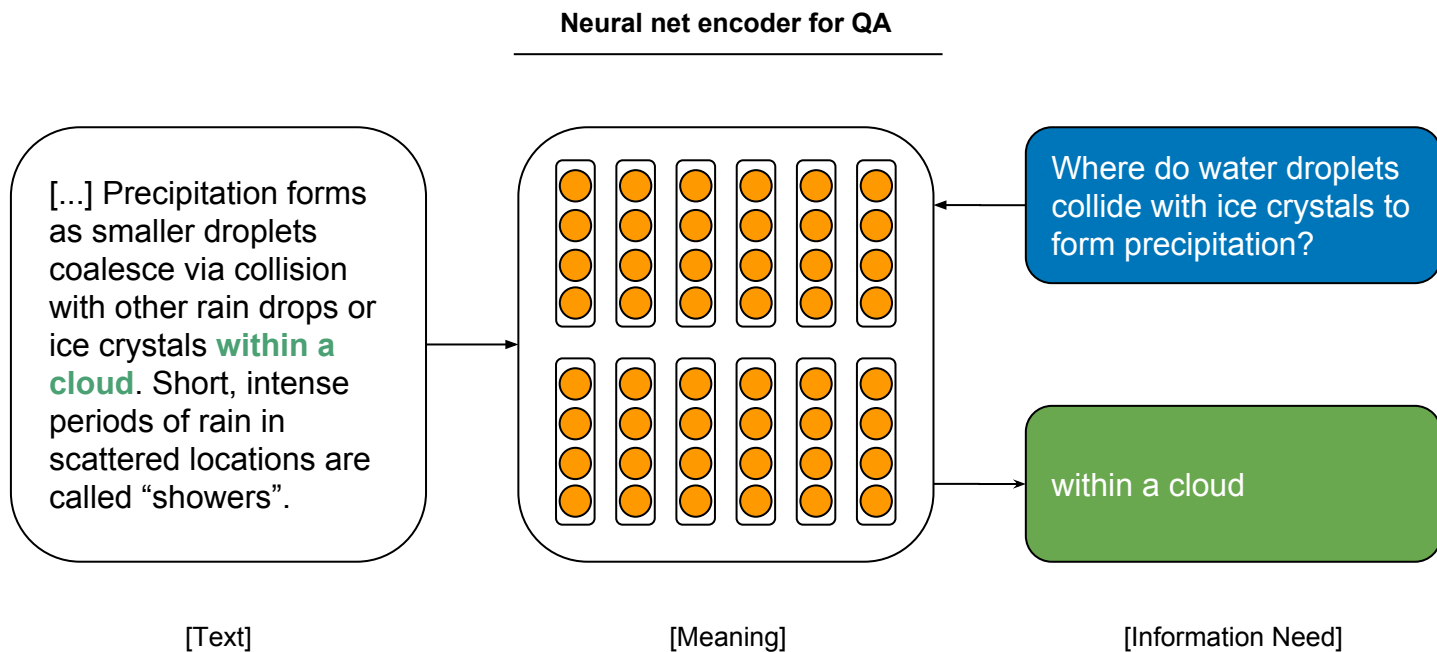 Neural net encoder for QA
[...] Precipitation forms
as smaller droplets
coalesce via collision
with other rain drops or
ice crystals within a
cloud. Short, intense
periods of rain in
scattered locations are
called “showers”.
Where do water droplets
collide with ice crystals to
form precipitation?
within a cloud
[Text]
[Meaning]
[Information Need]